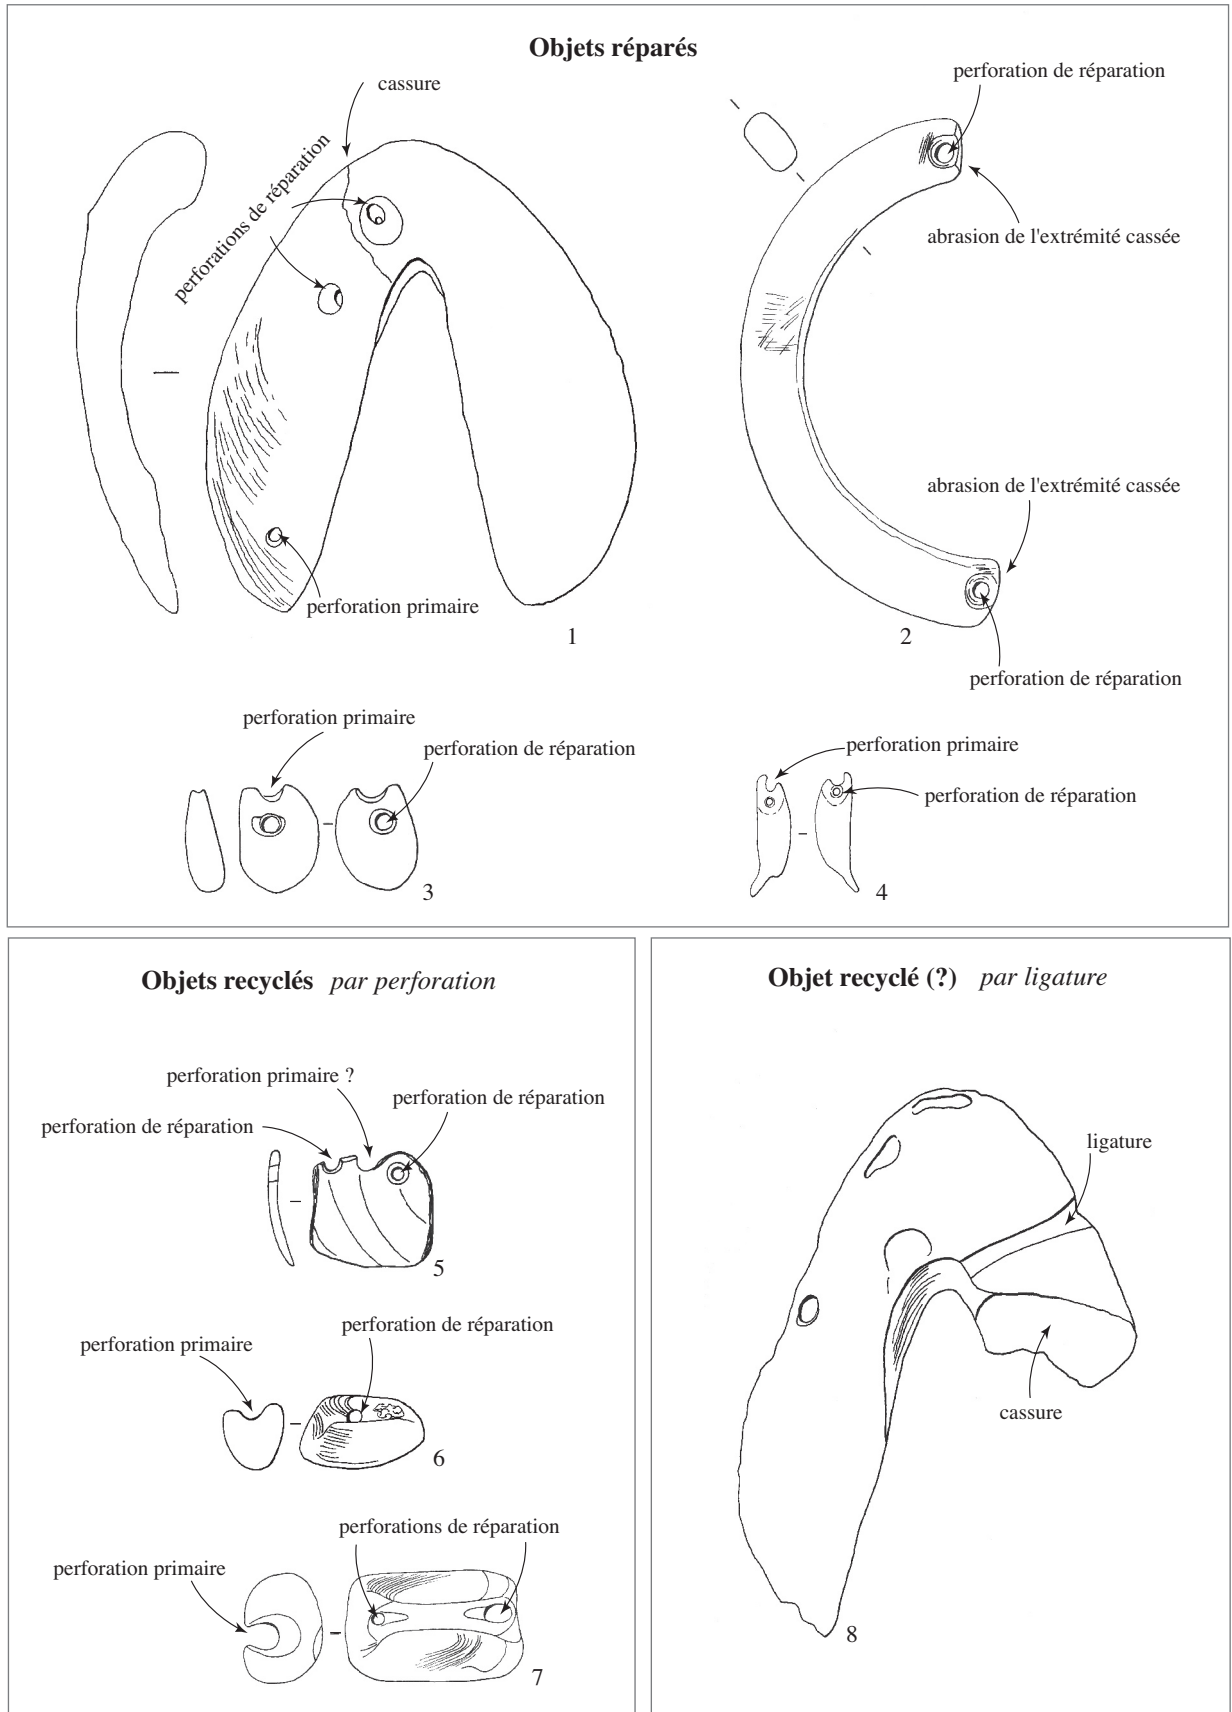 Objets réparés
cassure
perforations de réparation
perforation primaire
1
perforation de réparation
abrasion de l'extrémité cassée
abrasion de l'extrémité cassée
perforation de réparation
2
perforation primaire
perforation de réparation
3
perforation primaire
perforation de réparation
4
Objets recyclés par perforation
perforation primaire ?
perforation de réparation
perforation de réparation
5
perforation primaire
perforation de réparation
6
perforations de réparation
perforation primaire
7
Objet recyclé (?) par ligature
ligature
cassure
8